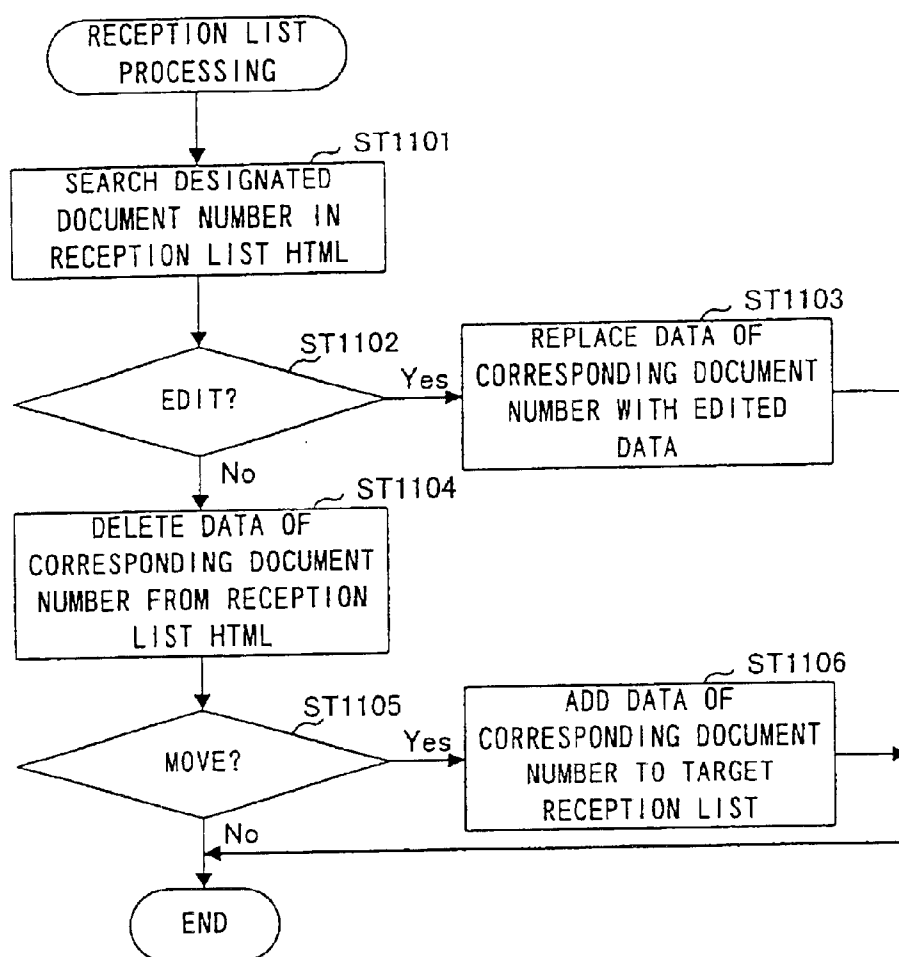 RECEPTION LIST
PROCESSING
ST1101
SEARCH DESIGNATED
DOCUMENT NUMBER IN
RECEPTION LIST HTML
ST1102
EDIT?
Yes
No
ST1103
REPLACE DATA OF
CORRESPONDING DOCUMENT
NUMBER WITH EDITED
DATA
ST1104
DELETE DATA OF
CORRESPONDING DOCUMENT
NUMBER FROM RECEPTION
LIST HTML
ST1105
MOVE?
Yes
No
ST1106
ADD DATA OF
CORRESPONDING DOCUMENT
NUMBER TO TARGET
RECEPTION LIST
END